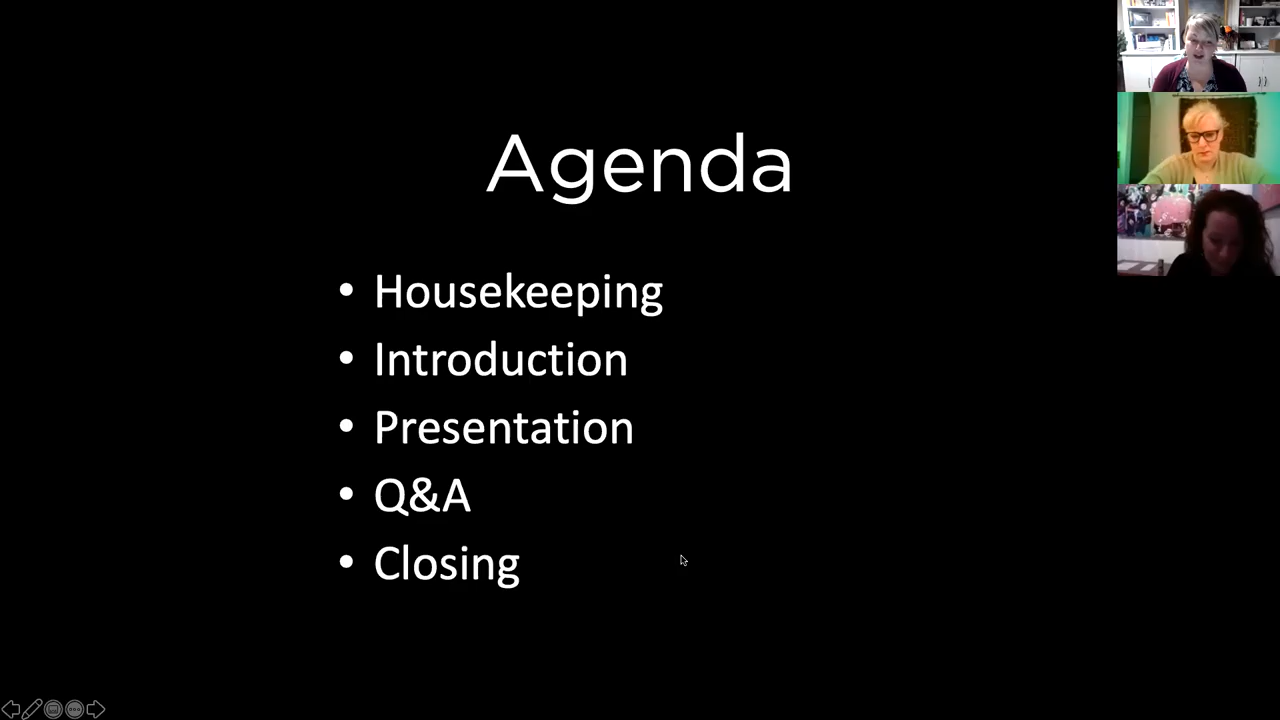 Agenda
• Housekeeping
• Introduction
• Presentation
• Q&A
• Closing